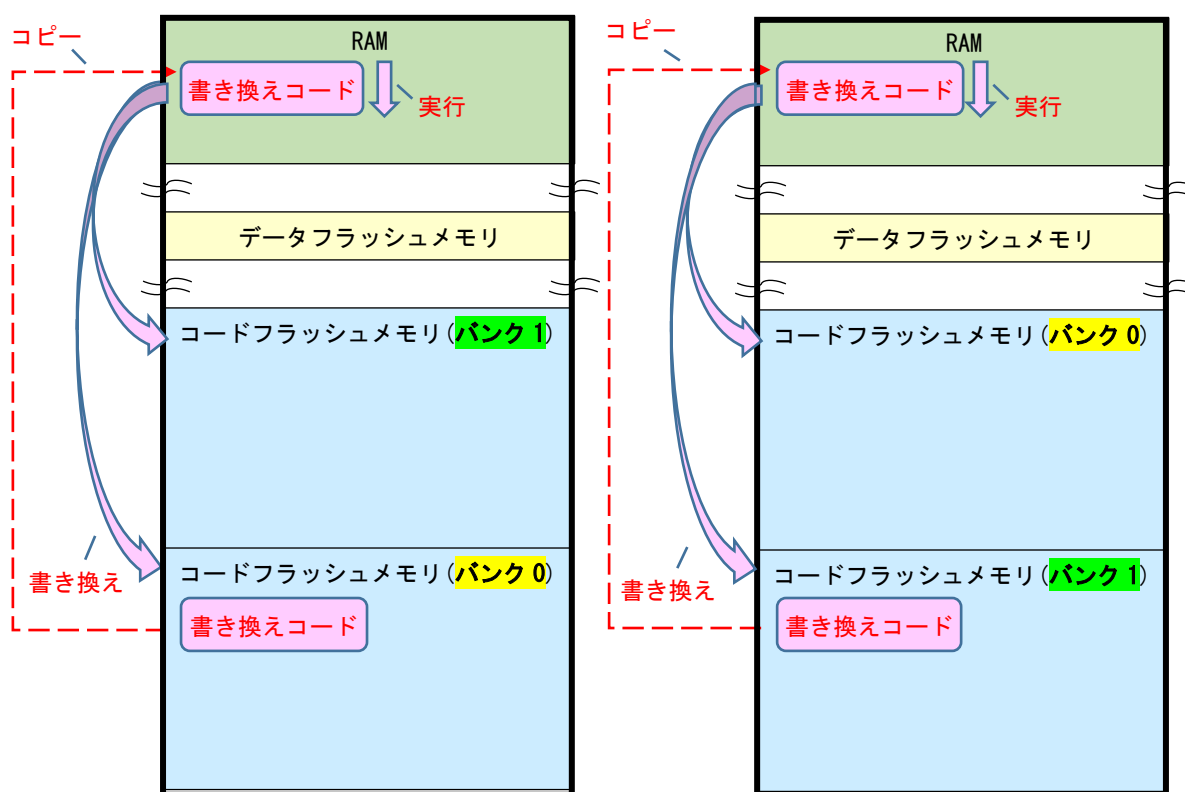 コピー
RAM
書き換えコード
実行
データフラッシュメモリ
コードフラッシュメモリ(バンク 1)
コードフラッシュメモリ(バンク 0)
書き換え
書き換えコード
コピー
RAM
書き換えコード
実行
データフラッシュメモリ
コードフラッシュメモリ(バンク 0)
コードフラッシュメモリ(バンク 1)
書き換え
書き換えコード